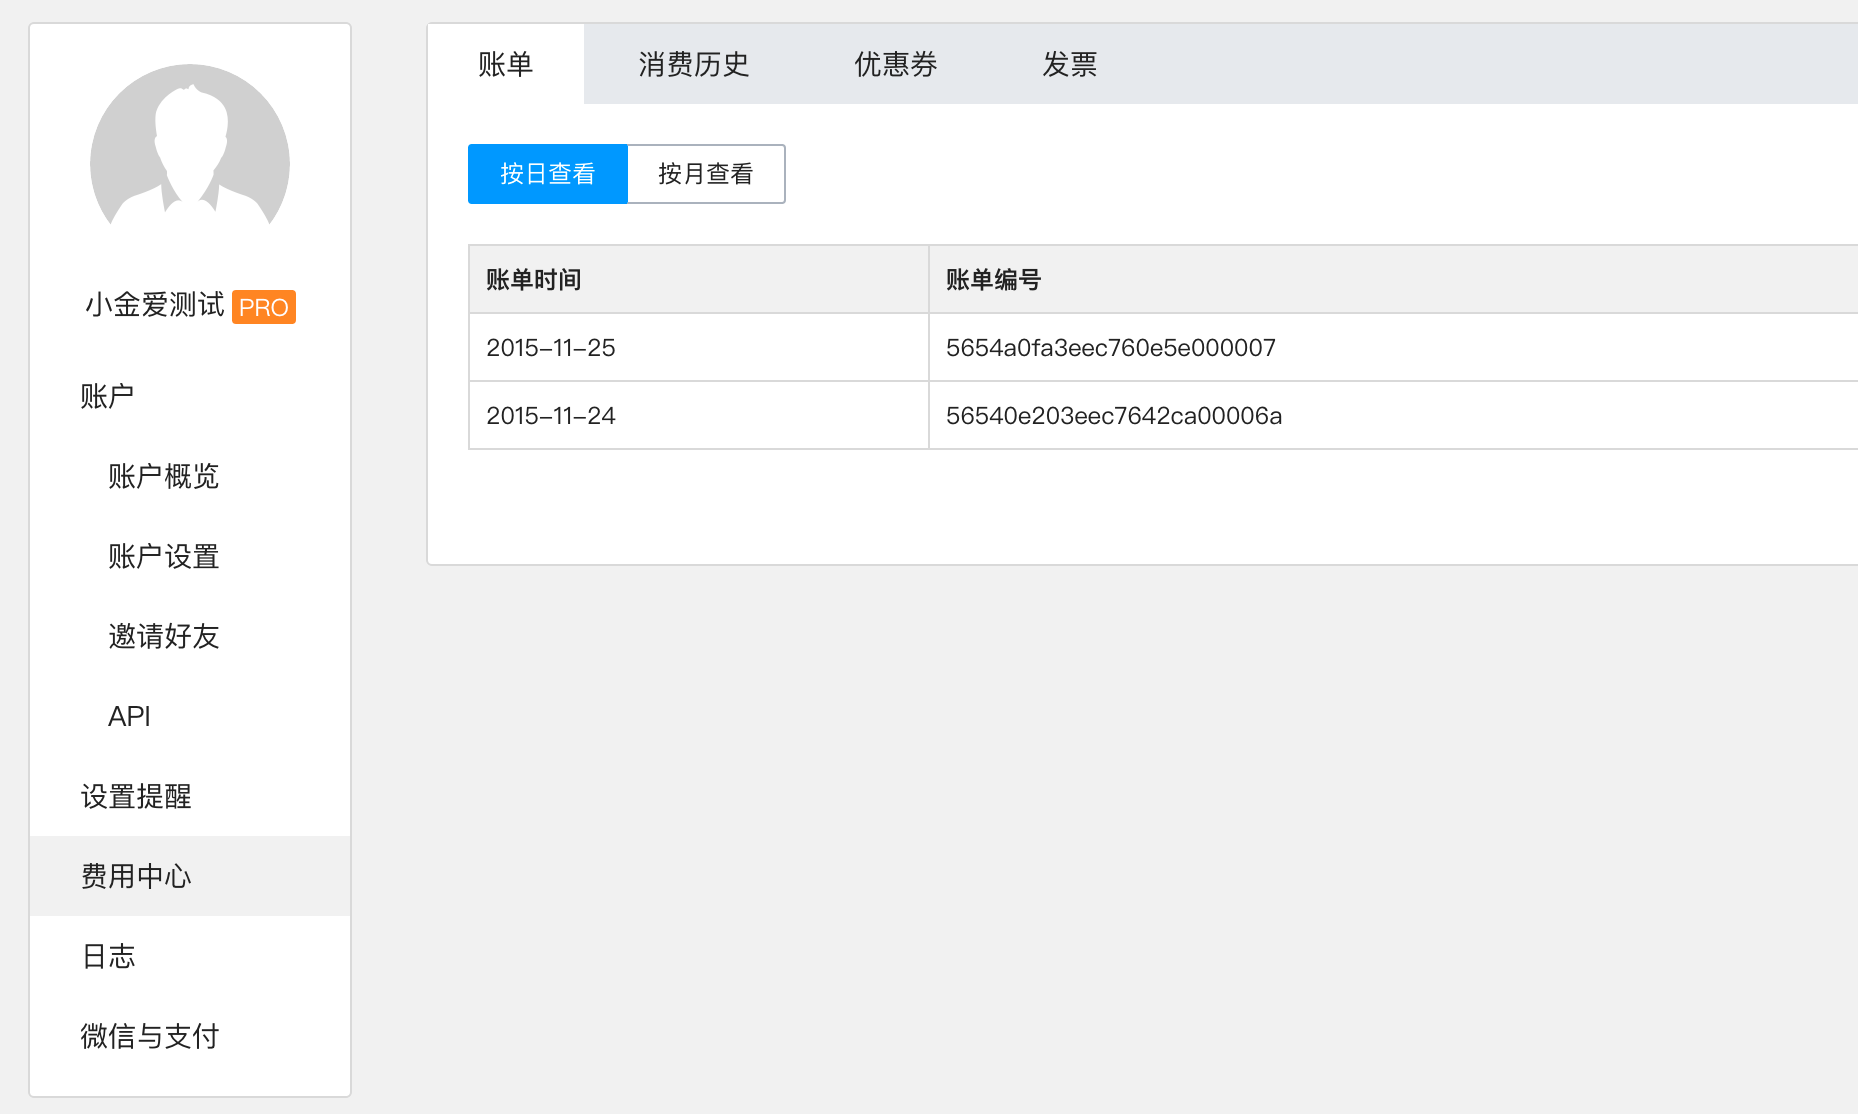 小金爱测试 PRO
账户
账户概览
账户设置
邀请好友
API
设置提醒
费用中心
日志
微信与支付
账单 消费历史 优惠券 发票
按日查看 按月查看
账单时间 账单编号
2015-11-25 5654a0fa3eec760e5e000007
2015-11-24 56540e203eec7642ca00006a